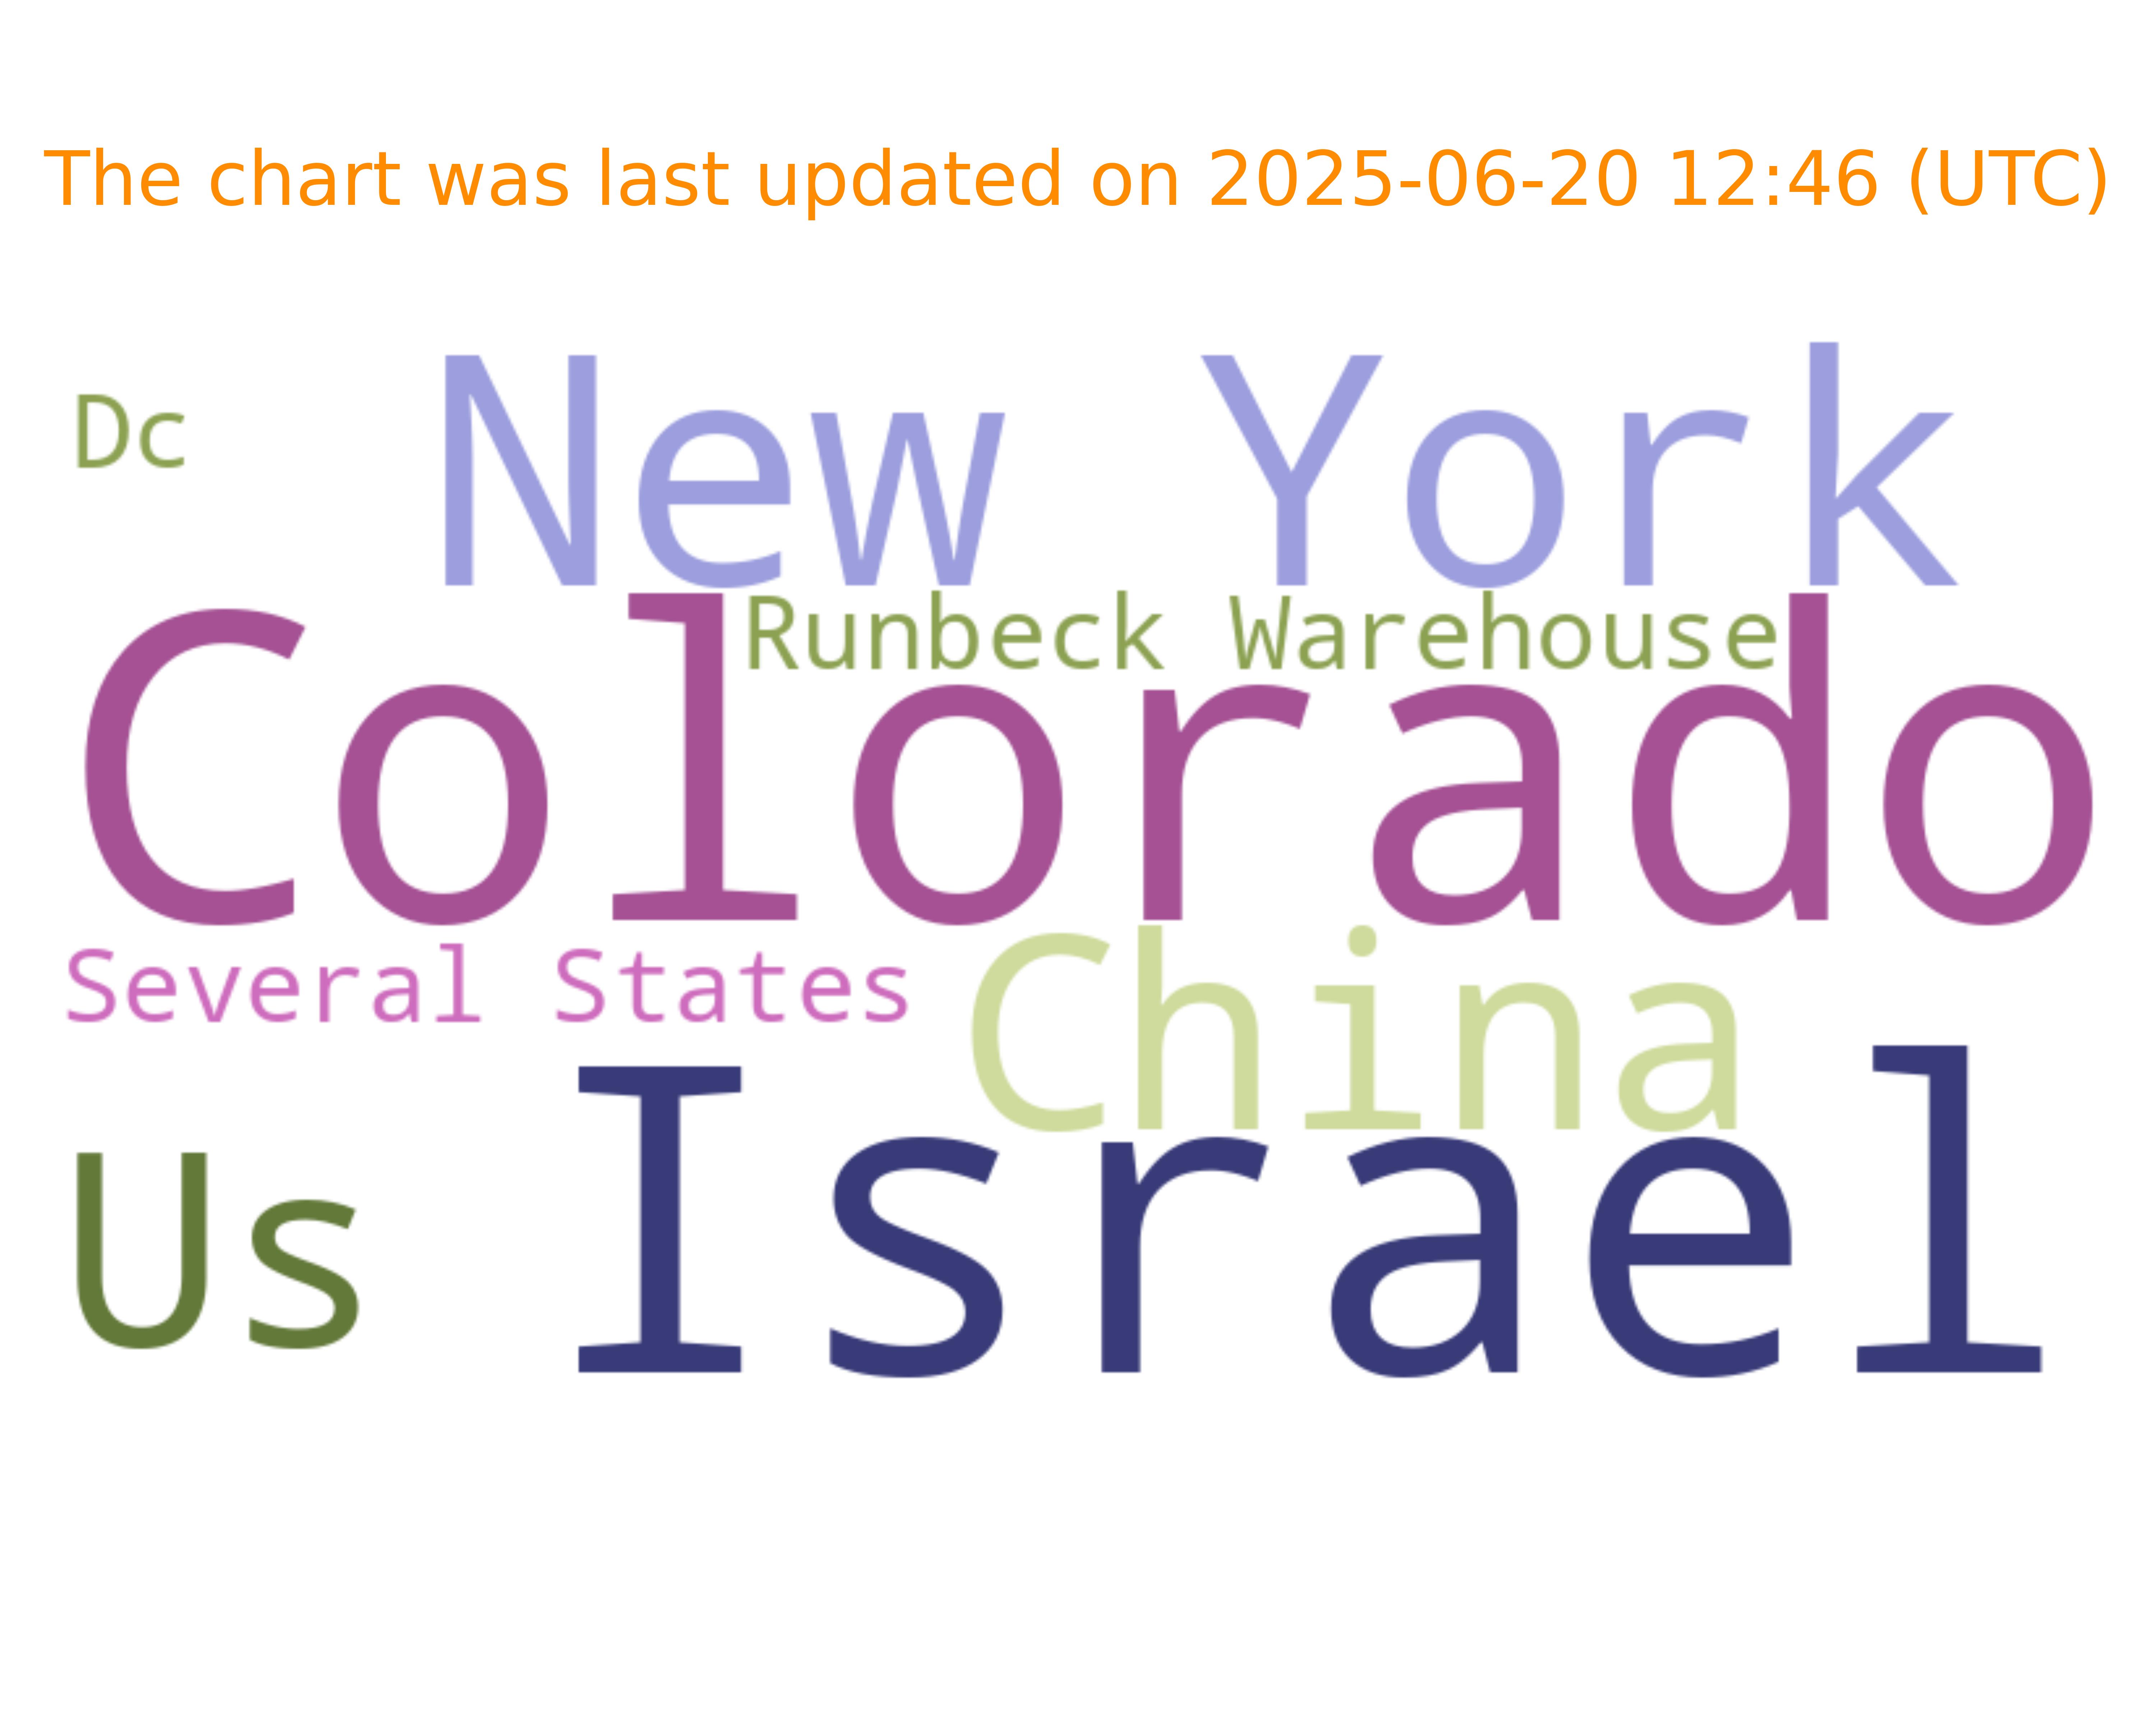 The chart was last updated on 2025-06-20 12:46 (UTC)
Dc
New York
Runbeck Warehouse
Colorado
Several States
China
Us
Israel